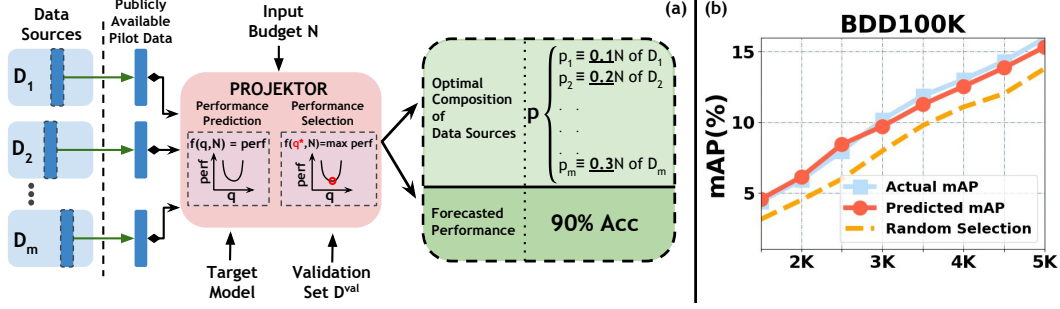 (a)
Data
Sources
Publicly
Available
Pilot Data
D1
D2
Dm
Input
Budget N
PROJEKTOR
Performance
Prediction
f(q,N) = perf
perf
q
Performance
Selection
f(q*,N)=max perf
perf
q
Target
Model
Validation
Set Dval
Optimal
Composition
of
Data Sources
p
p1 ≡ 0.1N of D1
p2 ≡ 0.2N of D2
. .
. .
. .
pm ≡ 0.3N of Dm
Forecasted
Performance
90% Acc
(b)
BDD100K
mAP(%)
15
10
5
Actual mAP
Predicted mAP
Random Selection
2K
3K
4K
5K